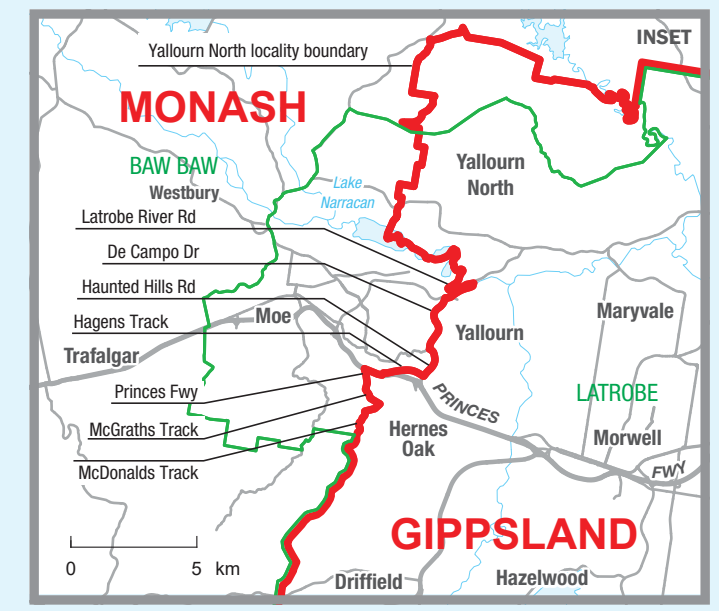 INSET
Yallourn North locality boundary
MONASH
BAW BAW
Westbury
Yallourn
North
Lake
Narracan
Latrobe River Rd
De Campo Dr
Haunted Hills Rd
Hagens Track
Moe
Trafalgar
Yallourn
Maryvale
Princes Fwy
McGraths Track
McDonalds Track
PRINCES
LATROBE
Hernes
Oak
Morwell
FWY
GIPPSLAND
0 5 km
Driffield
Hazelwood